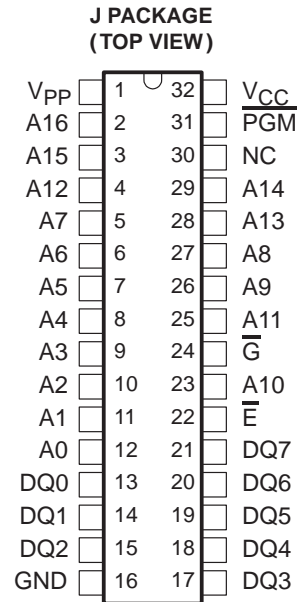 J PACKAGE
(TOP VIEW)
VPP 1 32 VCC
A16 2 31 PGM
A15 3 30 NC
A12 4 29 A14
A7 5 28 A13
A6 6 27 A8
A5 7 26 A9
A4 8 25 A11
A3 9 24 G
A2 10 23 A10
A1 11 22 E
A0 12 21 DQ7
DQ0 13 20 DQ6
DQ1 14 19 DQ5
DQ2 15 18 DQ4
GND 16 17 DQ3